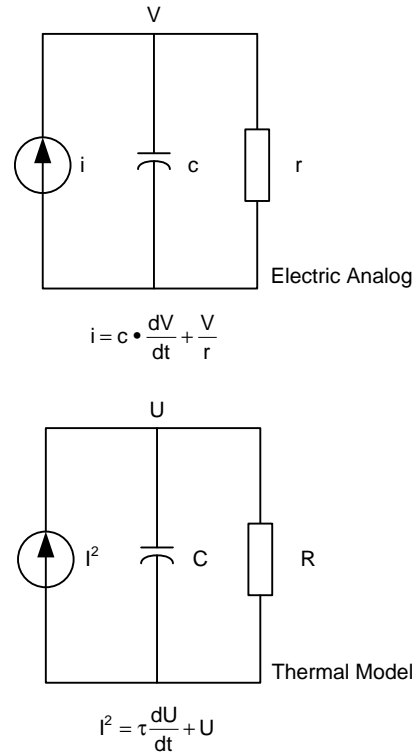 V
i c r
Electric Analog
i = c • dV/dt + V/r
U
I² C R
Thermal Model
I² = τ dU/dt + U